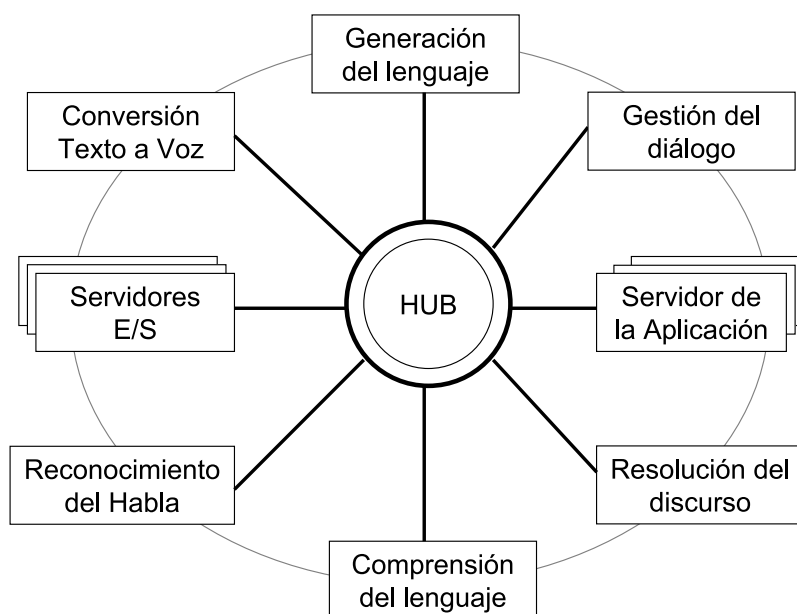 Generación
del lenguaje
Conversión
Texto a Voz
Gestión del
diálogo
Servidores
E/S
HUB
Servidor de
la Aplicación
Reconocimiento
del Habla
Resolución del
discurso
Comprensión
del lenguaje